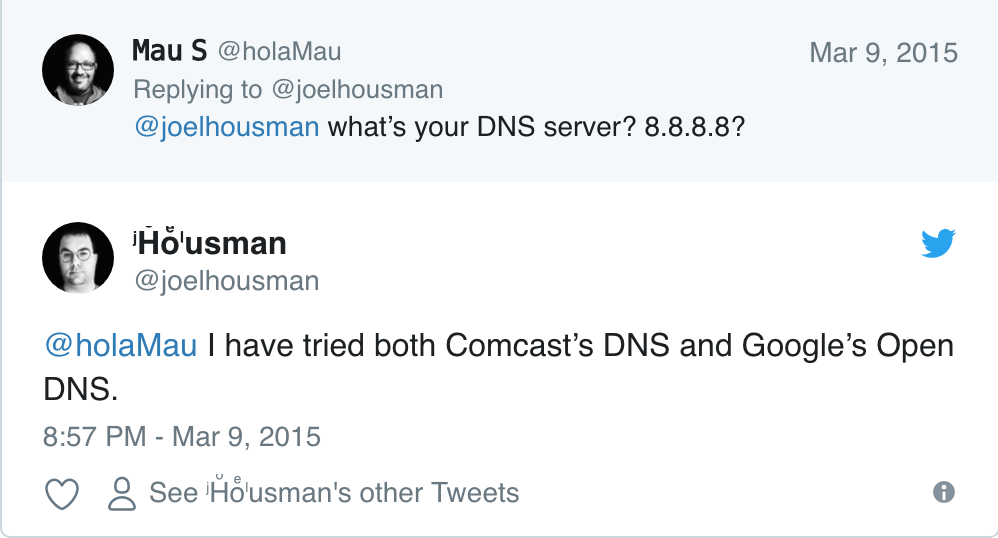 Mau S @holaMau Mar 9, 2015
Replying to @joelhousman
@joelhousman what’s your DNS server? 8.8.8.8?
ʲH̆oͤˡusman
@joelhousman
@holaMau I have tried both Comcast’s DNS and Google’s Open
DNS.
8:57 PM - Mar 9, 2015
See ʲH̆oͤˡusman's other Tweets